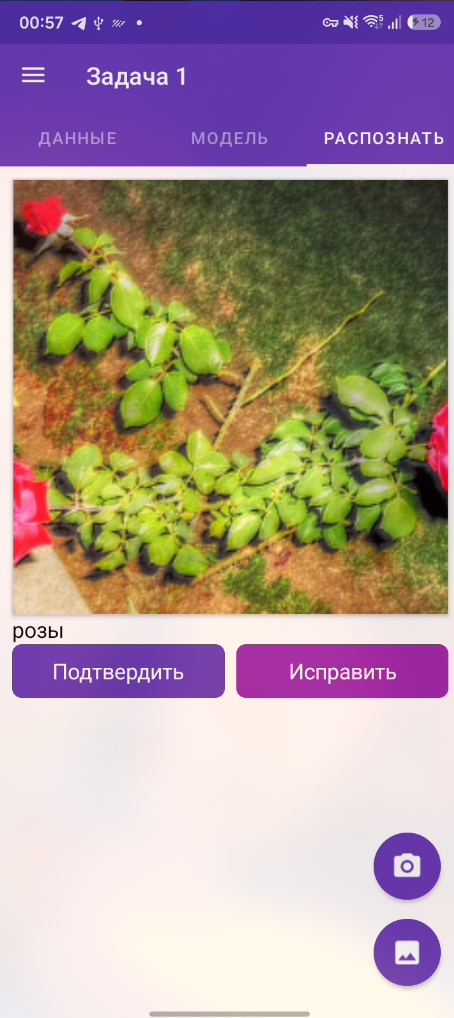 00:57
12
Задача 1
ДАННЫЕ МОДЕЛЬ РАСПОЗНАТЬ
розы
Подтвердить Исправить